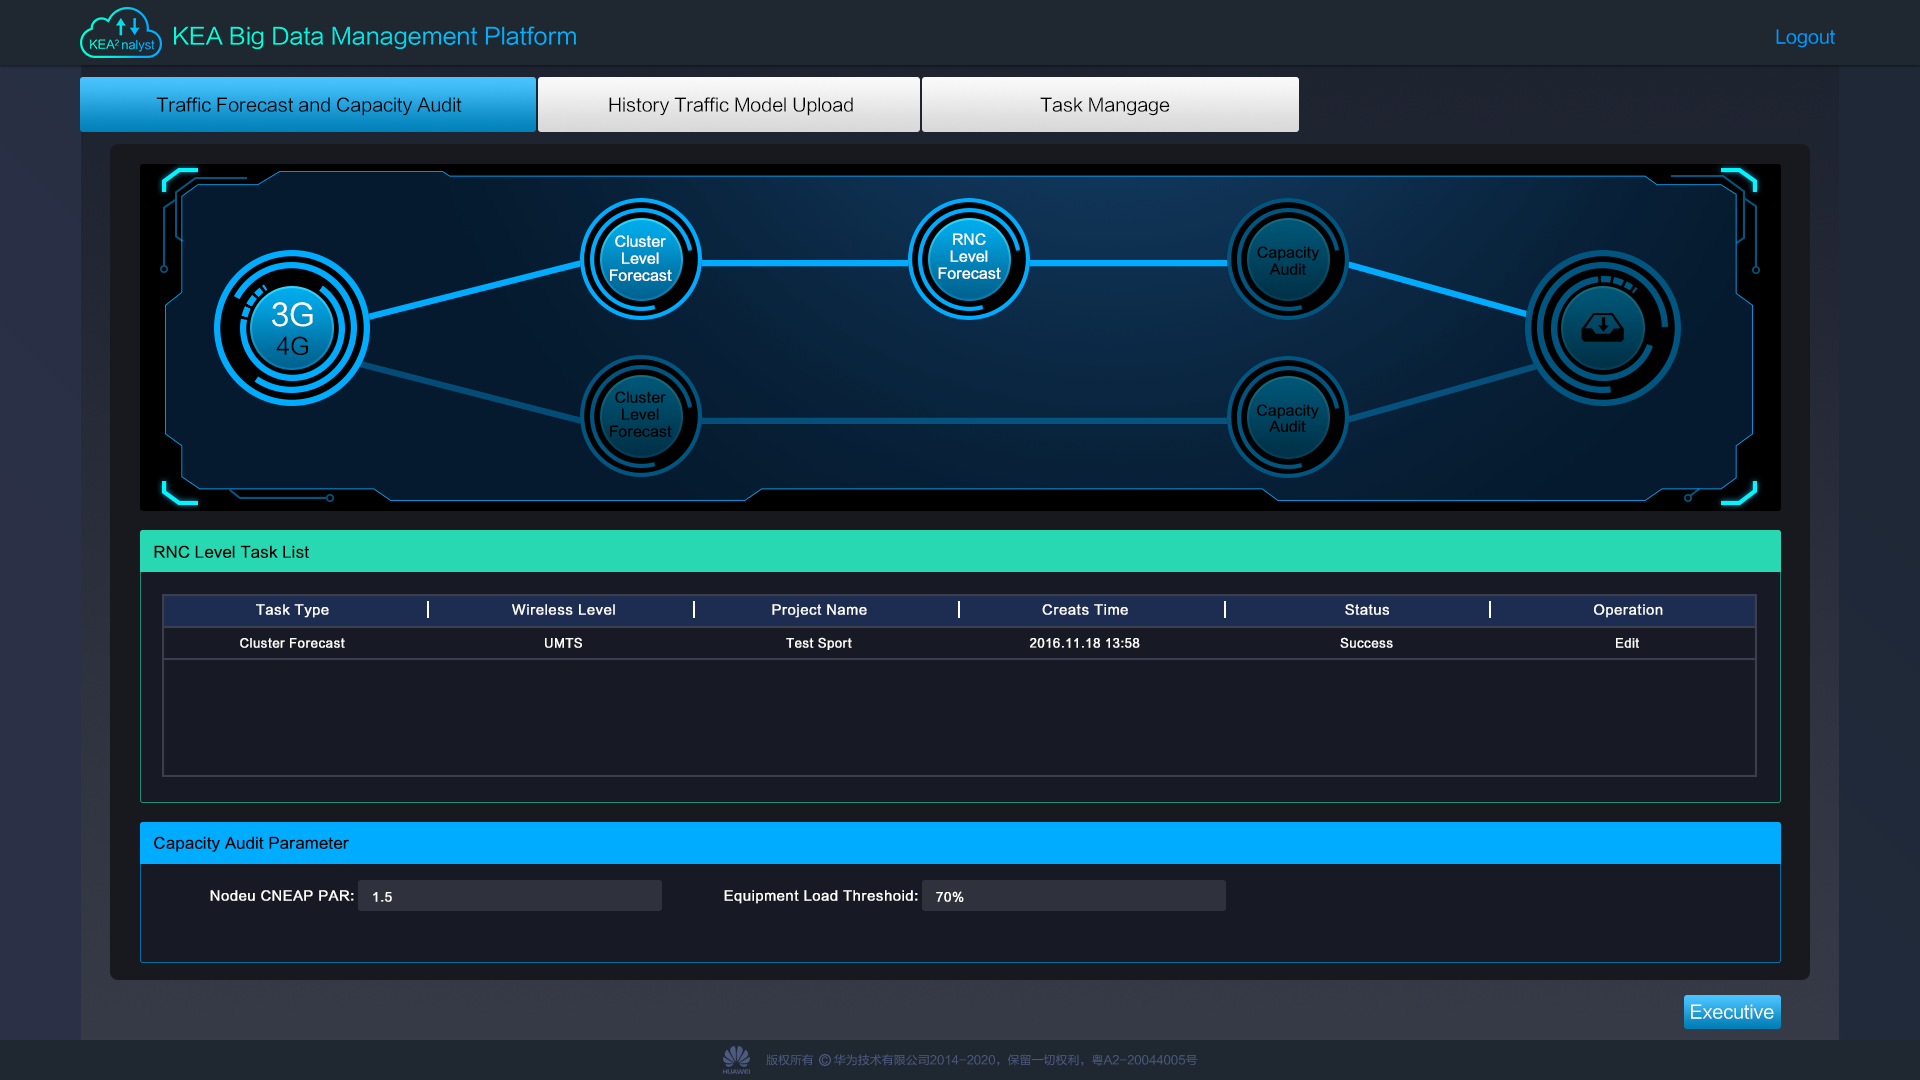 KEA² nalyst
KEA Big Data Management Platform
Logout
Traffic Forecast and Capacity Audit
History Traffic Model Upload
Task Mangage
3G
4G
Cluster
Level
Forecast
RNC
Level
Forecast
Capacity
Audit
Cluster
Level
Forecast
Capacity
Audit
RNC Level Task List
Task Type Wireless Level Project Name Creats Time Status Operation
Cluster Forecast UMTS Test Sport 2016.11.18 13:58 Success Edit
Capacity Audit Parameter
Nodeu CNEAP PAR: 1.5 Equipment Load Threshoid: 70%
Executive
HUAWEI
版权所有 © 华为技术有限公司2014-2020，保留一切权利，粤A2-20044005号